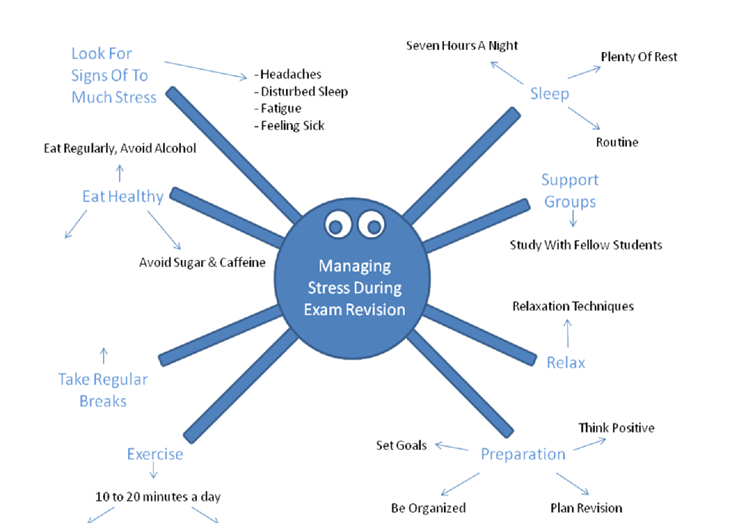 Look For
Signs Of To
Much Stress
- Headaches
- Disturbed Sleep
- Fatigue
- Feeling Sick
Seven Hours A Night
Plenty Of Rest
Sleep
Routine
Eat Regularly, Avoid Alcohol
Eat Healthy
Avoid Sugar & Caffeine
Support
Groups
Study With Fellow Students
Managing
Stress During
Exam Revision
Relaxation Techniques
Relax
Take Regular
Breaks
Exercise
10 to 20 minutes a day
Think Positive
Set Goals
Preparation
Be Organized
Plan Revision